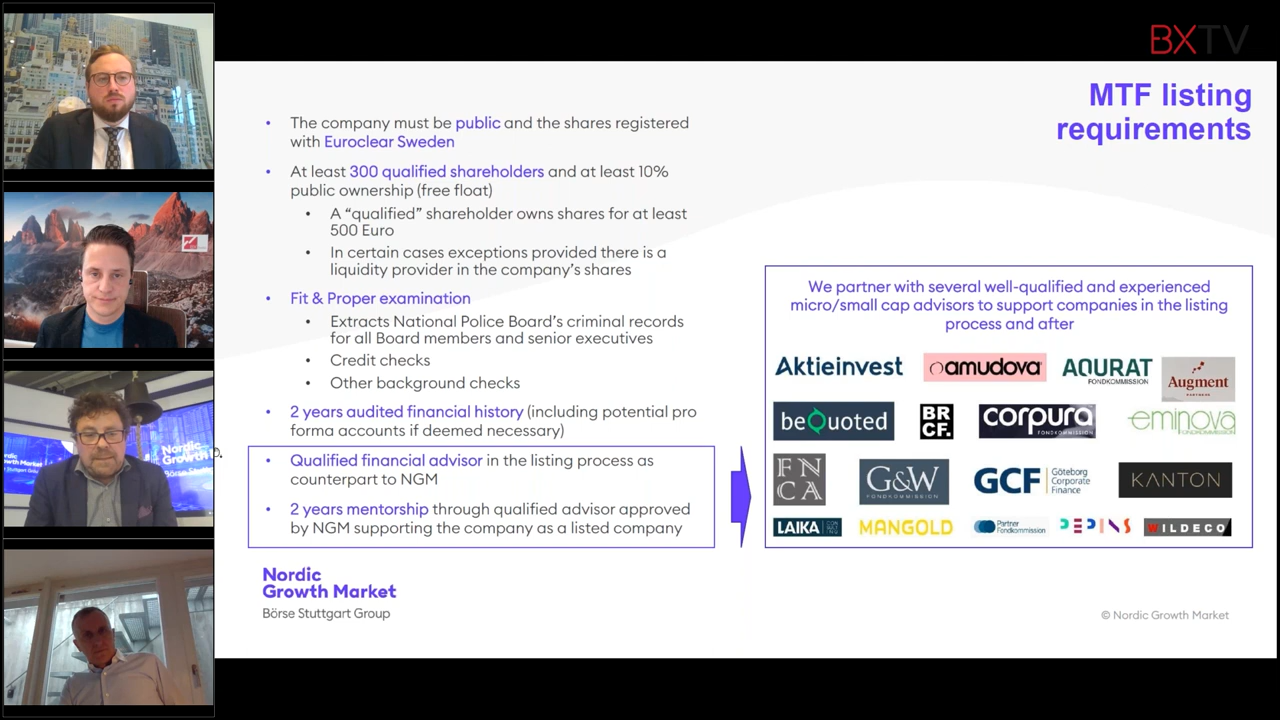 BXTV
MTF listing
requirements
• The company must be public and the shares registered
with Euroclear Sweden
• At least 300 qualified shareholders and at least 10%
public ownership (free float)
• A “qualified” shareholder owns shares for at least
500 Euro
• In certain cases exceptions provided there is a
liquidity provider in the company’s shares
• Fit & Proper examination
• Extracts National Police Board’s criminal records
for all Board members and senior executives
• Credit checks
• Other background checks
• 2 years audited financial history (including potential pro
forma accounts if deemed necessary)
• Qualified financial advisor in the listing process as
counterpart to NGM
• 2 years mentorship through qualified advisor approved
by NGM supporting the company as a listed company
We partner with several well-qualified and experienced
micro/small cap advisors to support companies in the listing
process and after
Aktieinvest
amudova
AQURAT
FONDKOMMISSION
Augment
PARTNERS
beQuoted
BR
CF.
corpura
FONDKOMMISSION
eminova
FONDKOMMISSION
FN
CA
G&W
FONDKOMMISSION
GCF Göteborg
Corporate
Finance
KANTON
LAIKA
MANGOLD
Partner
Fondkommission
PEPINS
WILDECO
Nordic
Growth Market
Börse Stuttgart Group
© Nordic Growth Market
Nordic
Growth
Börse Stuttgart